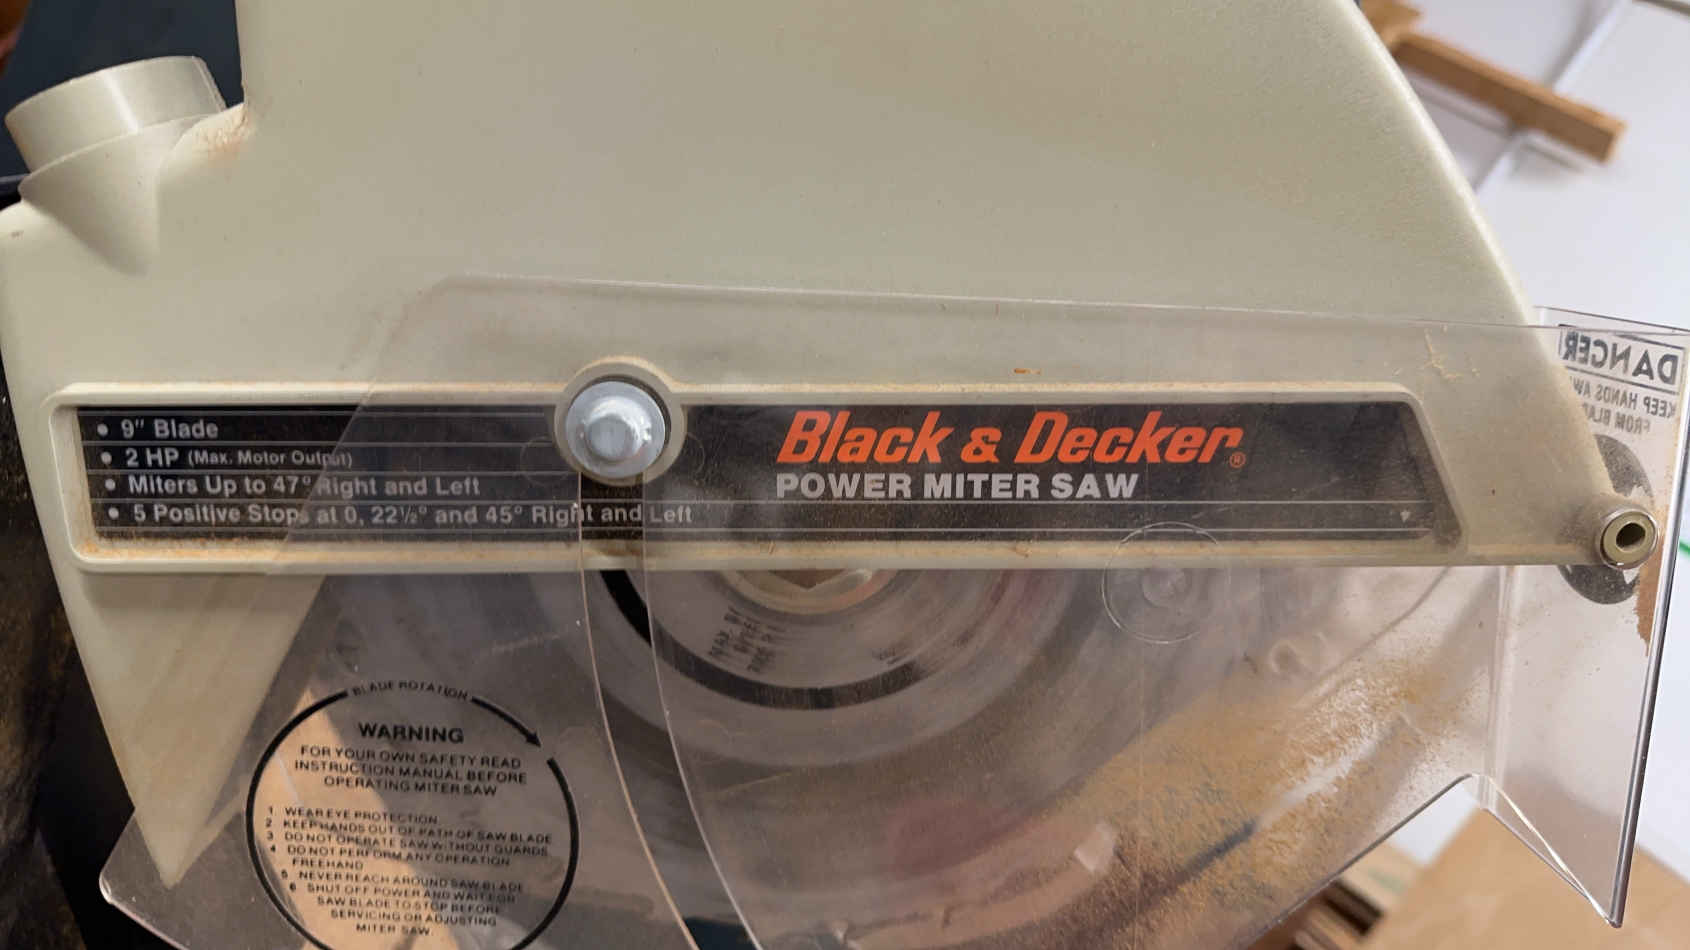 • 9" Blade
• 2 HP (Max. Motor Output)
• Miters Up to 47° Right and Left
• 5 Positive Stops at 0, 22½° and 45° Right and Left
Black & Decker®
POWER MITER SAW
DANGER
KEEP HANDS
FROM
BLADE ROTATION
WARNING
FOR YOUR OWN SAFETY READ
INSTRUCTION MANUAL BEFORE
OPERATING MITER SAW
1 WEAR EYE PROTECTION
2 KEEP HANDS OUT OF PATH OF SAW BLADE
3 DO NOT OPERATE SAW WITHOUT GUARDS
4 DO NOT PERFORM ANY OPERATION
FREEHAND
5 NEVER REACH AROUND SAW BLADE
6 SHUT OFF POWER AND WAIT FOR
SAW BLADE TO STOP BEFORE
SERVICING OR ADJUSTING
MITER SAW.